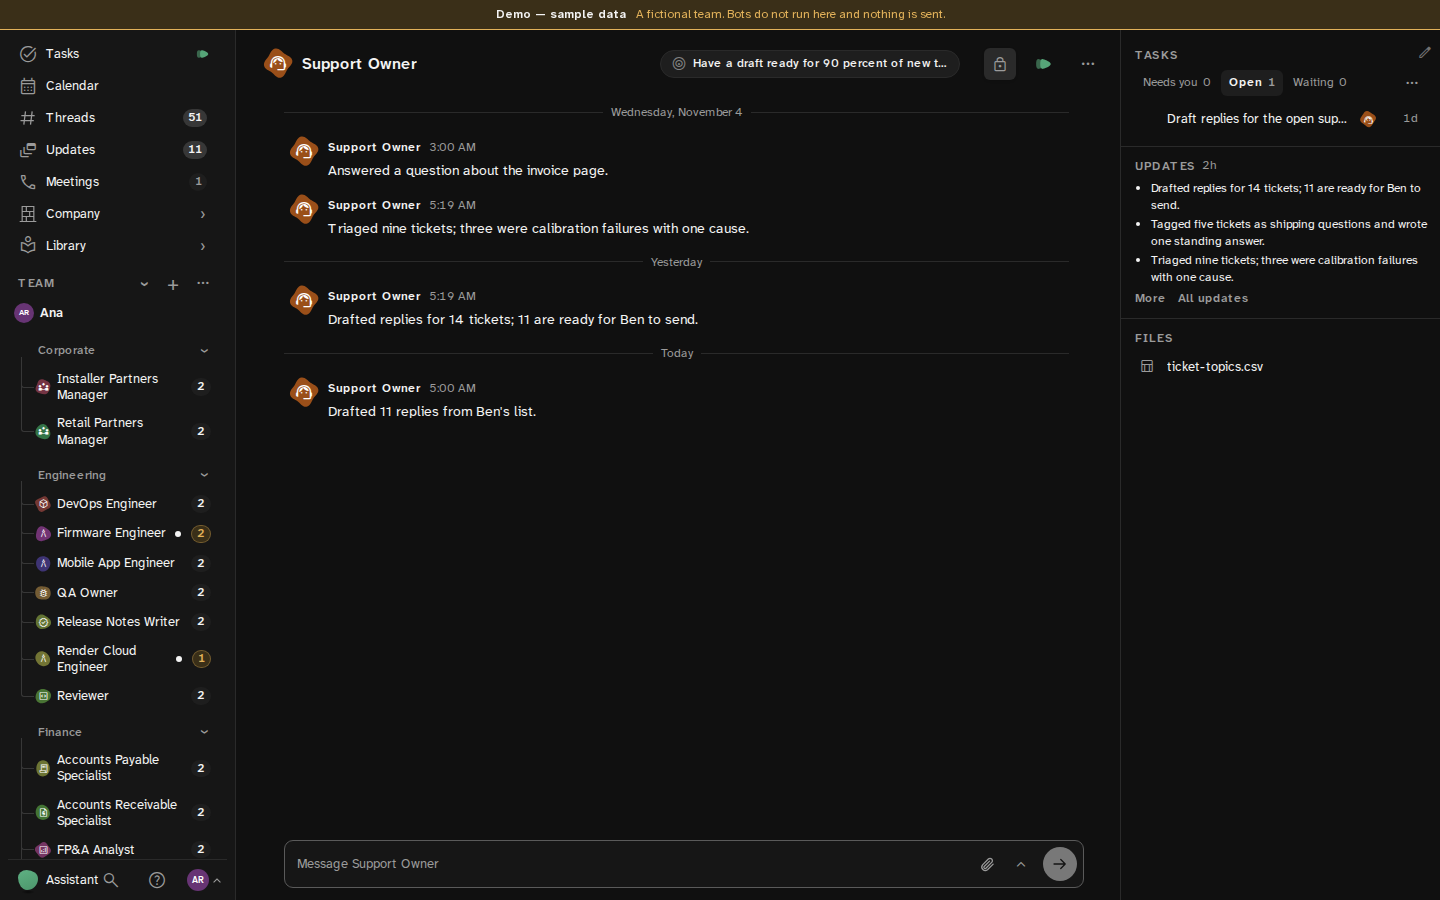 Demo — sample data A fictional team. Bots do not run here and nothing is sent.
Tasks
Calendar
Threads 51
Updates 11
Meetings 1
Company
Library
TEAM
AR Ana
Corporate
Installer Partners
Manager 2
Retail Partners
Manager 2
Engineering
DevOps Engineer 2
Firmware Engineer 2
Mobile App Engineer 2
QA Owner 2
Release Notes Writer 2
Render Cloud
Engineer 1
Reviewer 2
Finance
Accounts Payable
Specialist 2
Accounts Receivable
Specialist 2
FP&A Analyst 2
Assistant AR
Support Owner
Have a draft ready for 90 percent of new t...
Wednesday, November 4
Support Owner 3:00 AM
Answered a question about the invoice page.
Support Owner 5:19 AM
Triaged nine tickets; three were calibration failures with one cause.
Yesterday
Support Owner 5:19 AM
Drafted replies for 14 tickets; 11 are ready for Ben to send.
Today
Support Owner 5:00 AM
Drafted 11 replies from Ben's list.
Message Support Owner
TASKS
Needs you 0 Open 1 Waiting 0
Draft replies for the open sup... 1d
UPDATES 2h
• Drafted replies for 14 tickets; 11 are ready for Ben to
send.
• Tagged five tickets as shipping questions and wrote
one standing answer.
• Triaged nine tickets; three were calibration failures
with one cause.
More All updates
FILES
ticket-topics.csv